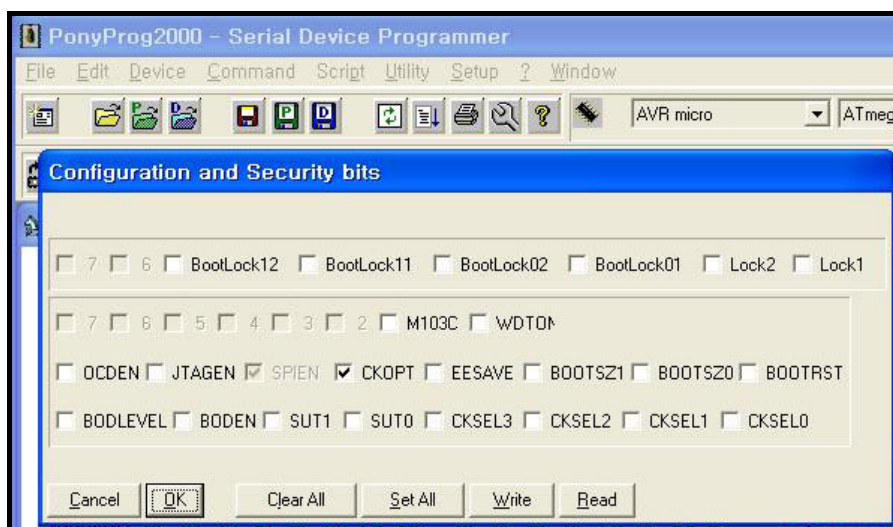 PonyProg2000 - Serial Device Programmer
File Edit Device Command Script Utility Setup ? Window
AVR micro ATmeg
Configuration and Security bits
7 6 BootLock12 BootLock11 BootLock02 BootLock01 Lock2 Lock1
7 6 5 4 3 2 M103C WDTON
OCDEN JTAGEN SPIEN CKOPT EESAVE BOOTSZ1 BOOTSZ0 BOOTRST
BODLEVEL BODEN SUT1 SUT0 CKSEL3 CKSEL2 CKSEL1 CKSEL0
Cancel OK Clear All Set All Write Read